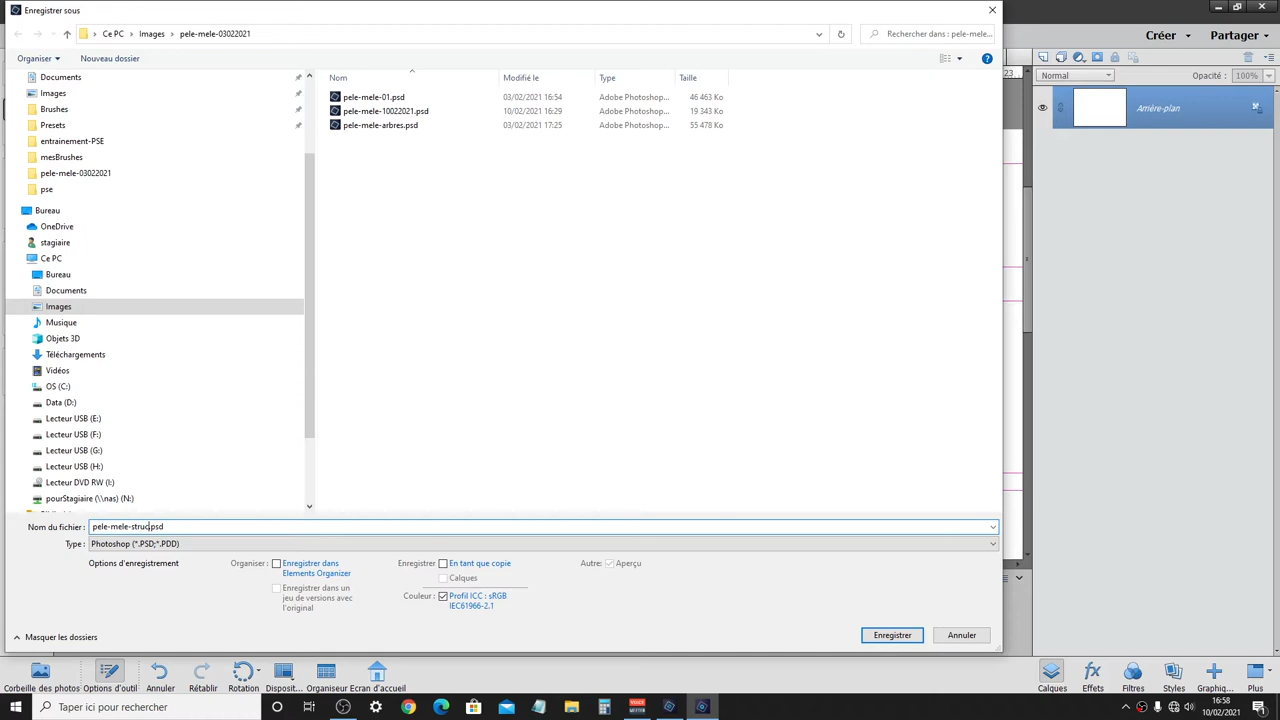 Enregistrer sous
Ce PC > Images > pele-mele-03022021
Rechercher dans : pele-mele...
Organiser
Nouveau dossier
Documents
Images
Brushes
Presets
entrainement-PSE
mesBrushes
pele-mele-03022021
pse
Bureau
OneDrive
stagiaire
Ce PC
Bureau
Documents
Images
Musique
Objets 3D
Téléchargements
Vidéos
OS (C:)
Data (D:)
Lecteur USB (E:)
Lecteur USB (F:)
Lecteur USB (G:)
Lecteur USB (H:)
Lecteur DVD RW (I:)
pourStagiaire (\\nas) (N:)
Nom Modifié le Type Taille
pele-mele-01.psd 03/02/2021 16:54 Adobe Photoshop... 46 463 Ko
pele-mele-10022021.psd 10/02/2021 16:29 Adobe Photoshop... 19 343 Ko
pele-mele-arbres.psd 03/02/2021 17:25 Adobe Photoshop... 55 478 Ko
Nom du fichier : pele-mele-struc.psd
Type : Photoshop (*.PSD;*.PDD)
Options d'enregistrement
Organiser : Enregistrer dans
Elements Organizer
Enregistrer dans un
jeu de versions avec
l'original
Enregistrer : En tant que copie
Calques
Couleur : Profil ICC : sRGB
IEC61966-2.1
Autre : Aperçu
Masquer les dossiers
Enregistrer
Annuler
Créer
Partager
Normal
Opacité : 100%
Arrière-plan
Corbeille des photos
Options d'outil
Annuler
Rétablir
Rotation
Disposit...
Organiseur
Ecran d'accueil
Calques
Effets
Filtres
Styles
Graphiq...
Plus
Taper ici pour rechercher
16:58
10/02/2021